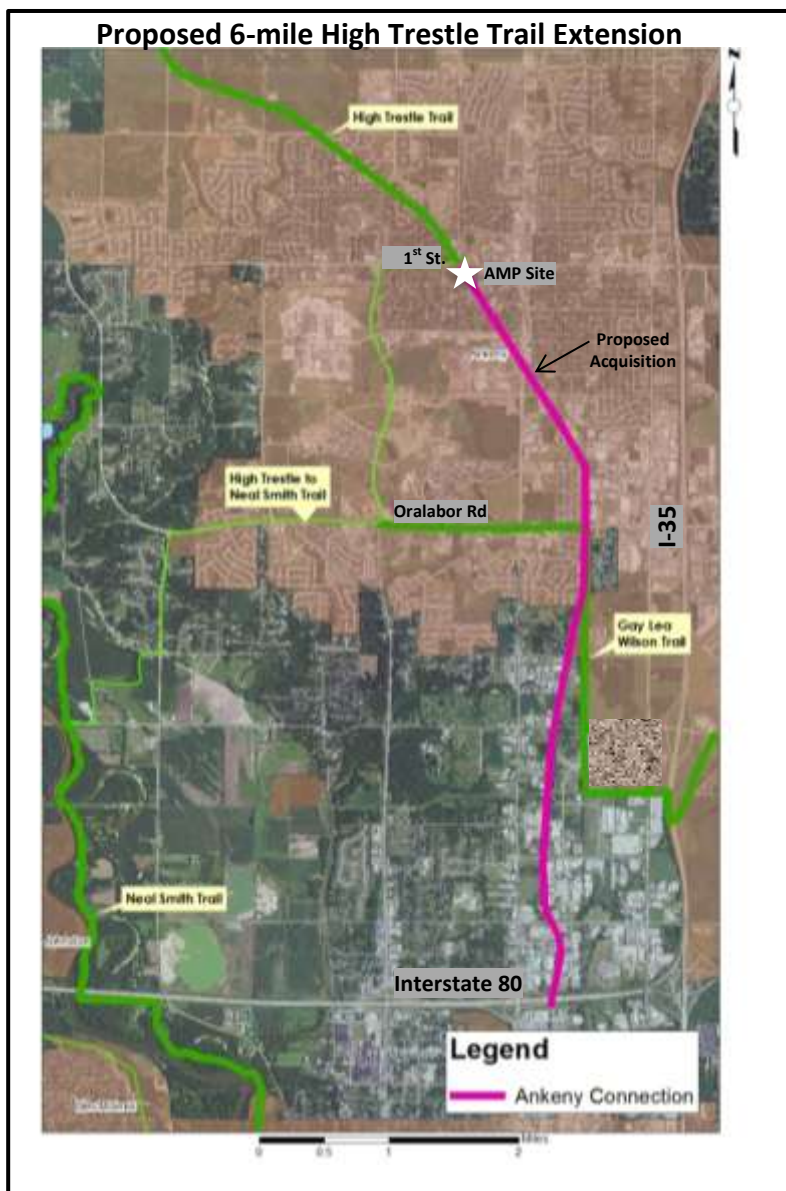 Proposed 6-mile High Trestle Trail Extension
Z
High Trestle Trail
1st St.
AMP Site
Proposed
Acquisition
High Trestle to
Neal Smith Trail
Oralabor Rd
I-35
Gay Lea
Wilson Trail
Neal Smith Trail
Johnston
Interstate 80
Legend
Ankeny Connection
Miles
0 0.5 1 2